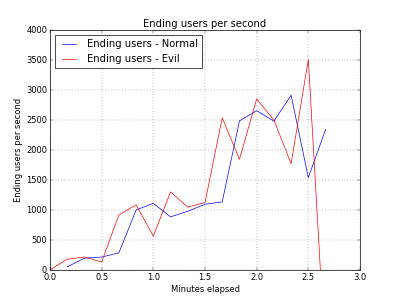 Ending users per second
4000
3500
3000
2500
2000
1500
1000
500
0
Ending users - Normal
Ending users - Evil
Ending users per second
0.0 0.5 1.0 1.5 2.0 2.5 3.0
Minutes elapsed